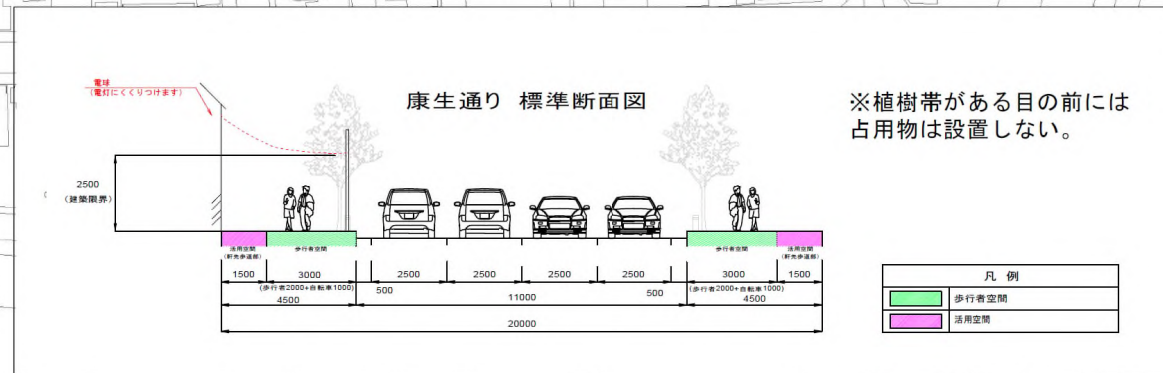 電球
(電灯にくくりつけます)
康生通り 標準断面図
※植樹帯がある目の前には
占用物は設置しない。
2500
(建築限界)
活用空間
(軒先歩道部)
歩行者空間
歩行者空間
活用空間
(軒先歩道部)
1500
3000
2500
2500
2500
2500
3000
1500
(歩行者2000+自転車1000)
500
500
(歩行者2000+自転車1000)
4500
11000
4500
20000
凡 例
歩行者空間
活用空間